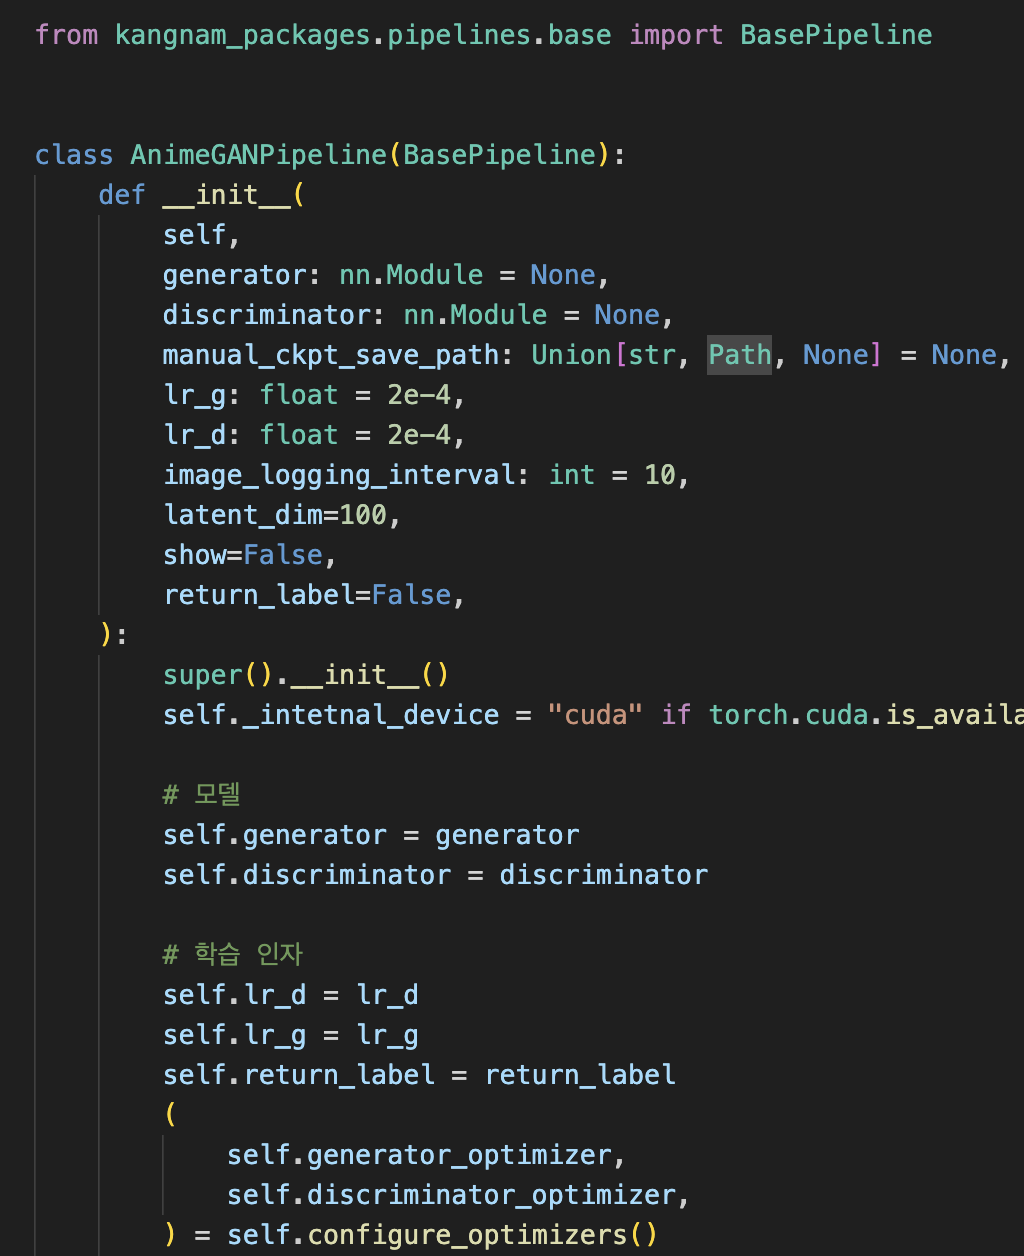 from kangnam_packages.pipelines.base import BasePipeline
class AnimeGANPipeline(BasePipeline):
def __init__(
self,
generator: nn.Module = None,
discriminator: nn.Module = None,
manual_ckpt_save_path: Union[str, Path, None] = None,
lr_g: float = 2e-4,
lr_d: float = 2e-4,
image_logging_interval: int = 10,
latent_dim=100,
show=False,
return_label=False,
):
super().__init__()
self._intetnal_device = "cuda" if torch.cuda.is_availa
# 모델
self.generator = generator
self.discriminator = discriminator
# 학습 인자
self.lr_d = lr_d
self.lr_g = lr_g
self.return_label = return_label
(
self.generator_optimizer,
self.discriminator_optimizer,
) = self.configure_optimizers()